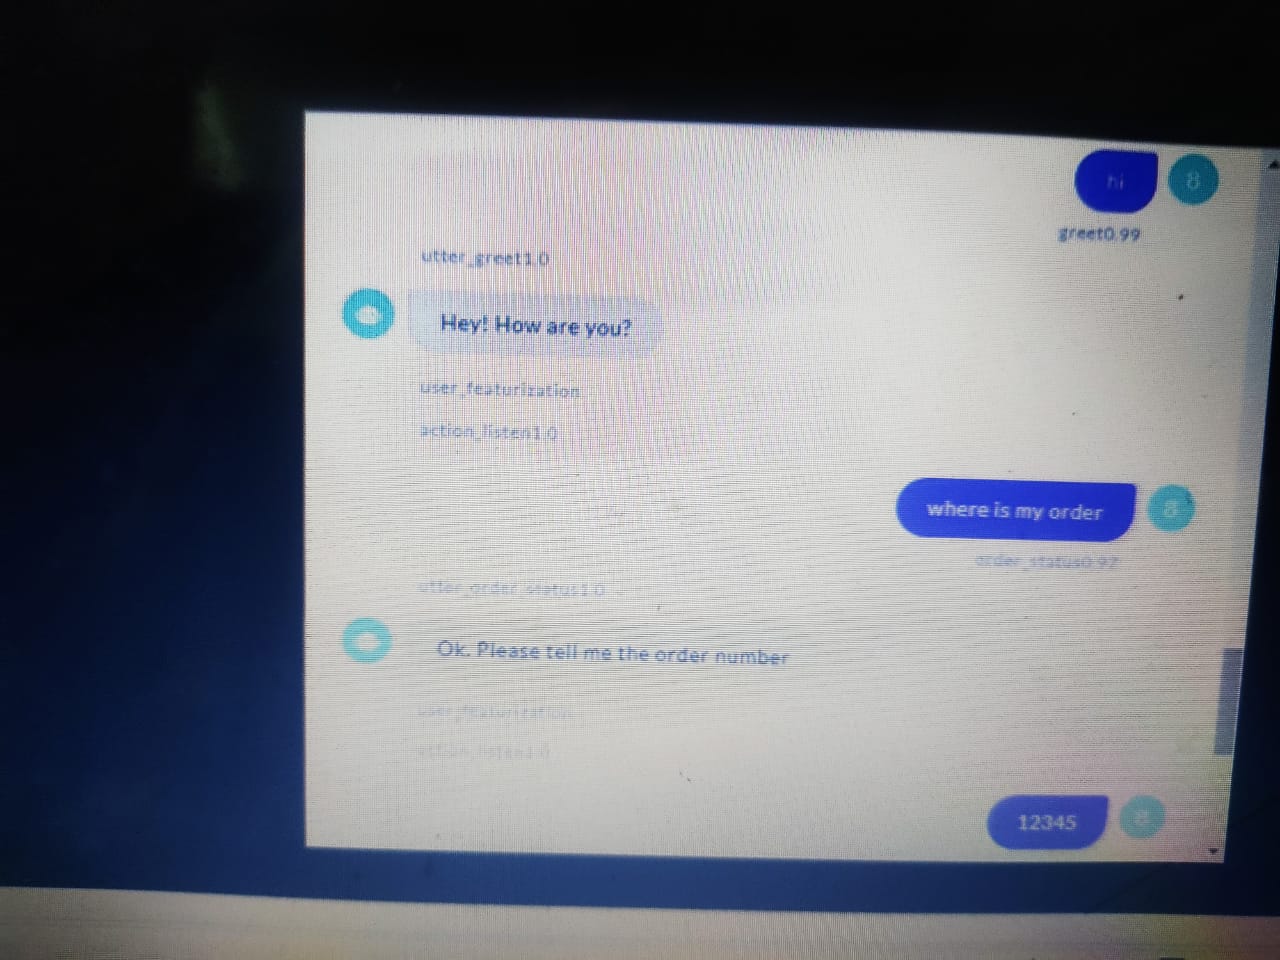 hi
greet0.99
utter_greet1.0
Hey! How are you?
user_featurization
action_listen1.0
where is my order
order_status0.97
utter_order_status1.0
Ok. Please tell me the order number
user_featurization
action_listen1.0
12345